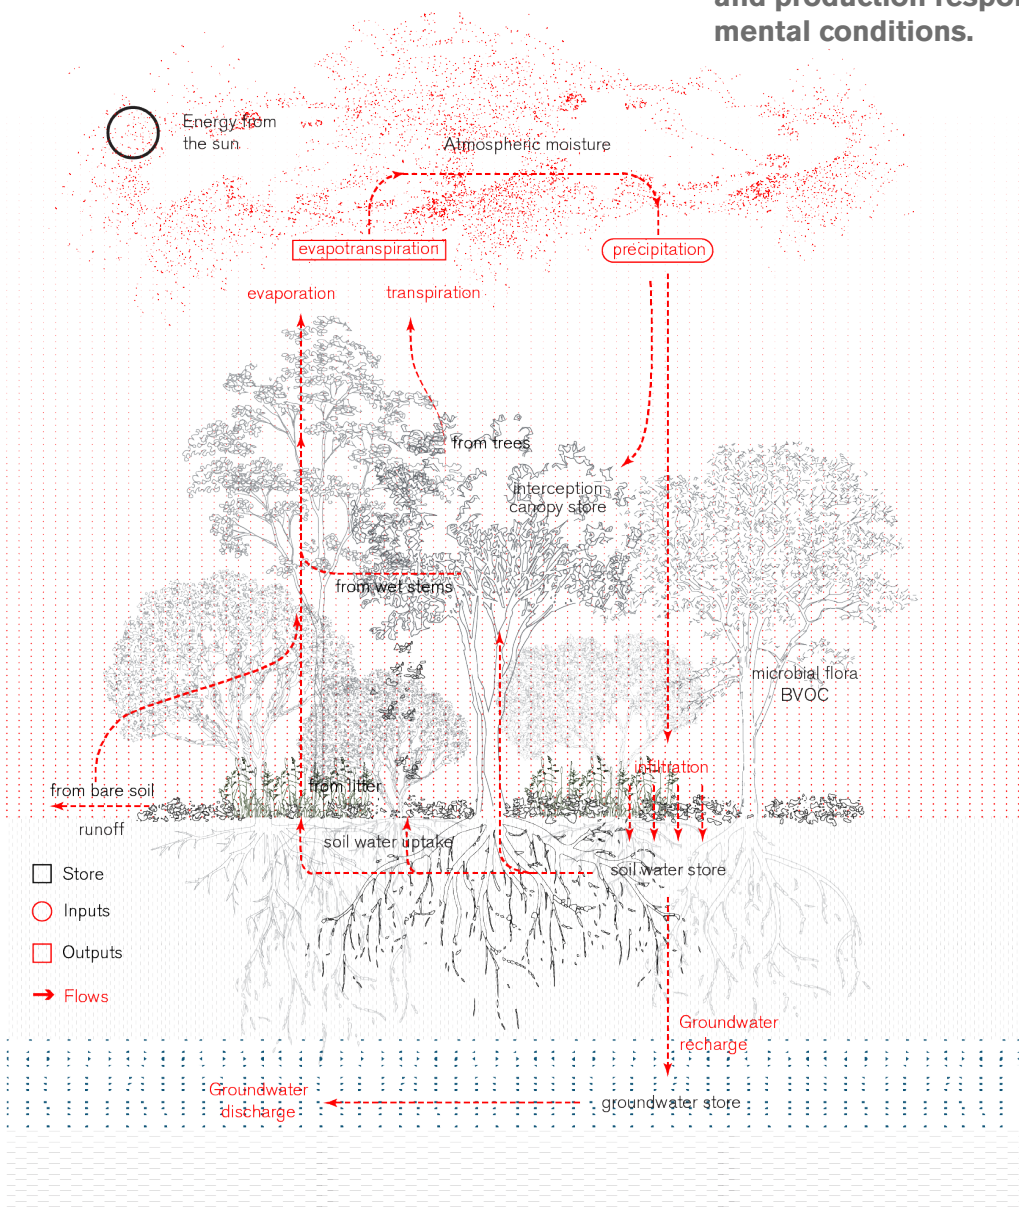 and production respon
mental conditions.
Energy from
the sun
Atmospheric moisture
evapotranspiration
precipitation
evaporation
transpiration
from trees
interception
canopy store
from wet stems
microbial flora
BVOC
infiltration
from litter
from bare soil
runoff
soil water uptake
soil water store
Store
Inputs
Outputs
Flows
Groundwater
recharge
Groundwater
discharge
groundwater store